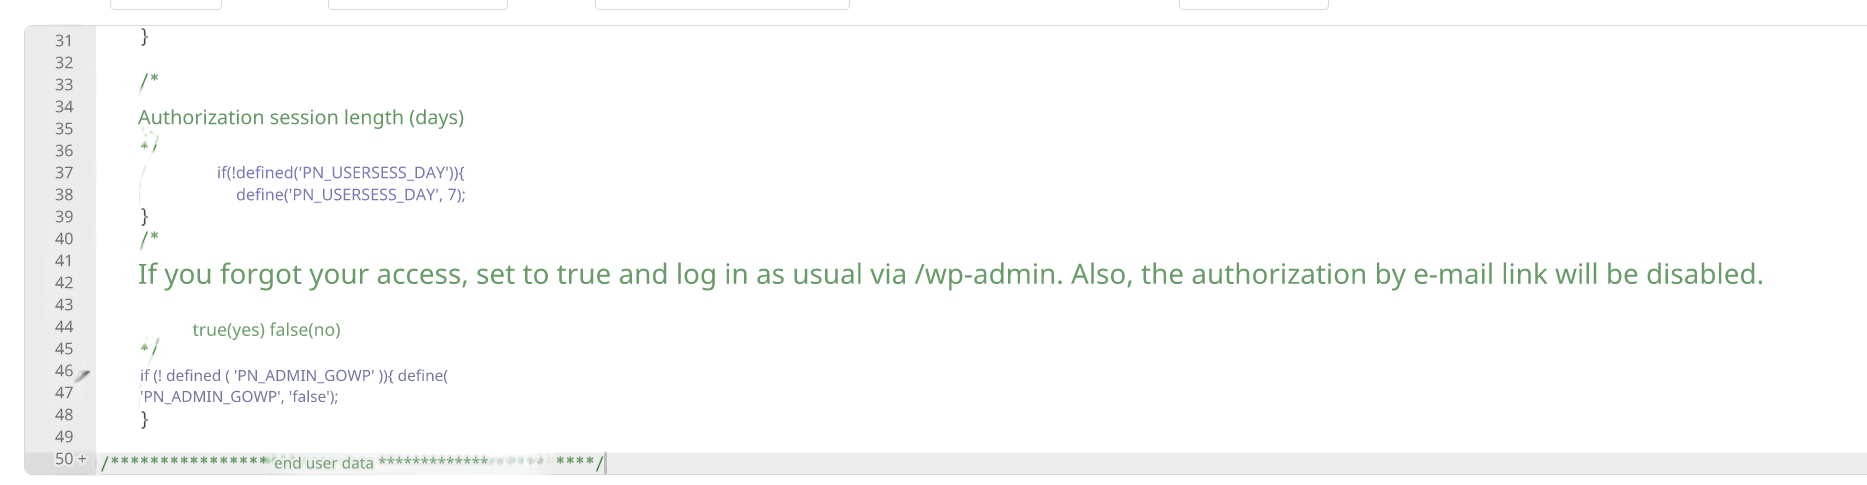 31 }
32
33 /*
34
Authorization session length (days)
35
36 */
37 if(!defined('PN_USERSESS_DAY')){
38 define('PN_USERSESS_DAY', 7);
39 }
40 /*
41
If you forgot your access, set to true and log in as usual via /wp-admin. Also, the authorization by e-mail link will be disabled.
42
43
44 true(yes) false(no)
45 */
46 if (! defined ( 'PN_ADMIN_GOWP' )){ define(
47 'PN_ADMIN_GOWP', 'false');
48 }
49
50 + /**************** end user data ************* ****/